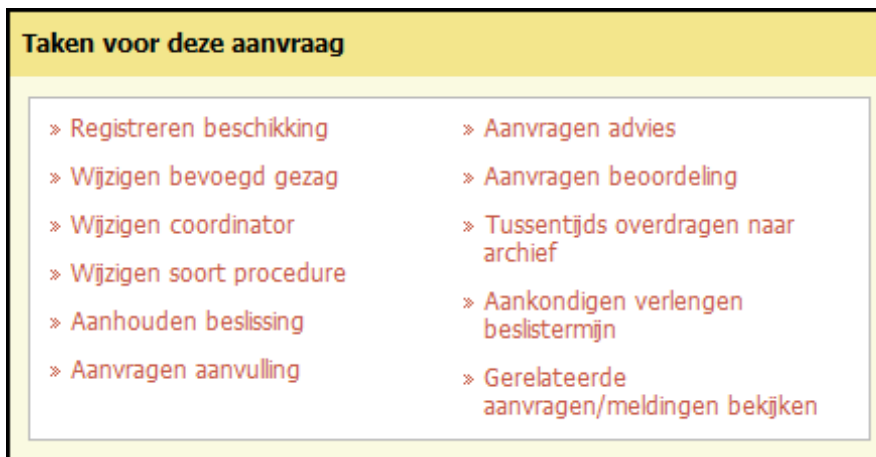 Taken voor deze aanvraag
» Registreren beschikking
» Wijzigen bevoegd gezag
» Wijzigen coordinator
» Wijzigen soort procedure
» Aanhouden beslissing
» Aanvragen aanvulling
» Aanvragen advies
» Aanvragen beoordeling
» Tussentijds overdragen naar
archief
» Aankondigen verlengen
beslistermijn
» Gerelateerde
aanvragen/meldingen bekijken